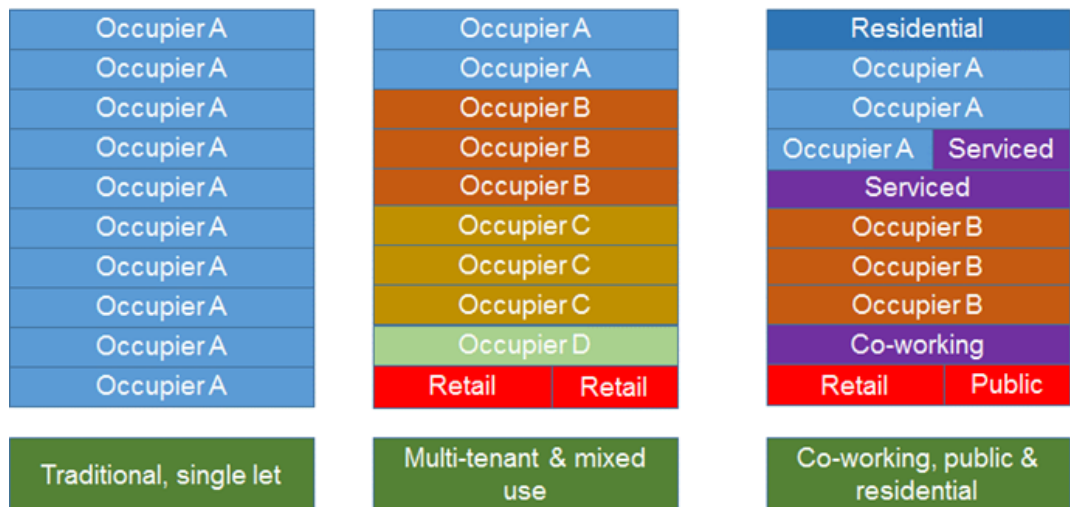 Occupier A
Occupier A
Occupier A
Occupier A
Occupier A
Occupier A
Occupier A
Occupier A
Occupier A
Occupier A
Traditional, single let
Occupier A
Occupier A
Occupier B
Occupier B
Occupier B
Occupier C
Occupier C
Occupier C
Occupier D
Retail Retail
Multi-tenant & mixed
use
Residential
Occupier A
Occupier A
Occupier A Serviced
Serviced
Occupier B
Occupier B
Occupier B
Co-working
Retail Public
Co-working, public &
residential